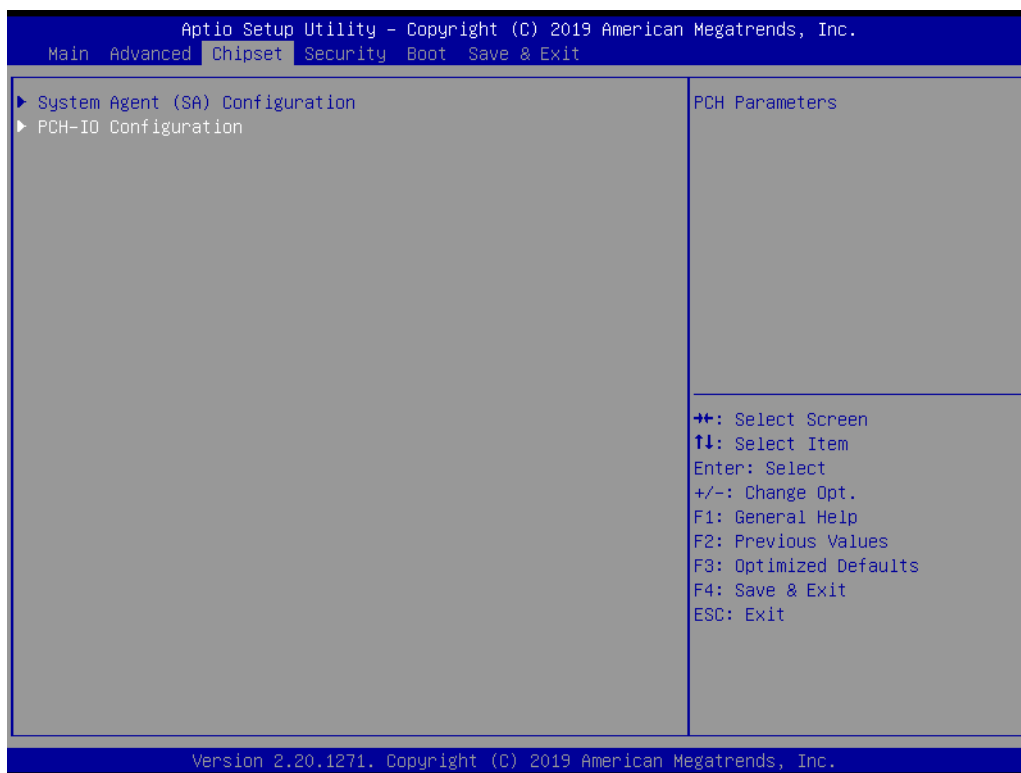 Aptio Setup Utility – Copyright (C) 2019 American Megatrends, Inc.
Main Advanced Chipset Security Boot Save & Exit
▶ System Agent (SA) Configuration
▶ PCH-IO Configuration
PCH Parameters
→←: Select Screen
↑↓: Select Item
Enter: Select
+/-: Change Opt.
F1: General Help
F2: Previous Values
F3: Optimized Defaults
F4: Save & Exit
ESC: Exit
Version 2.20.1271. Copyright (C) 2019 American Megatrends, Inc.